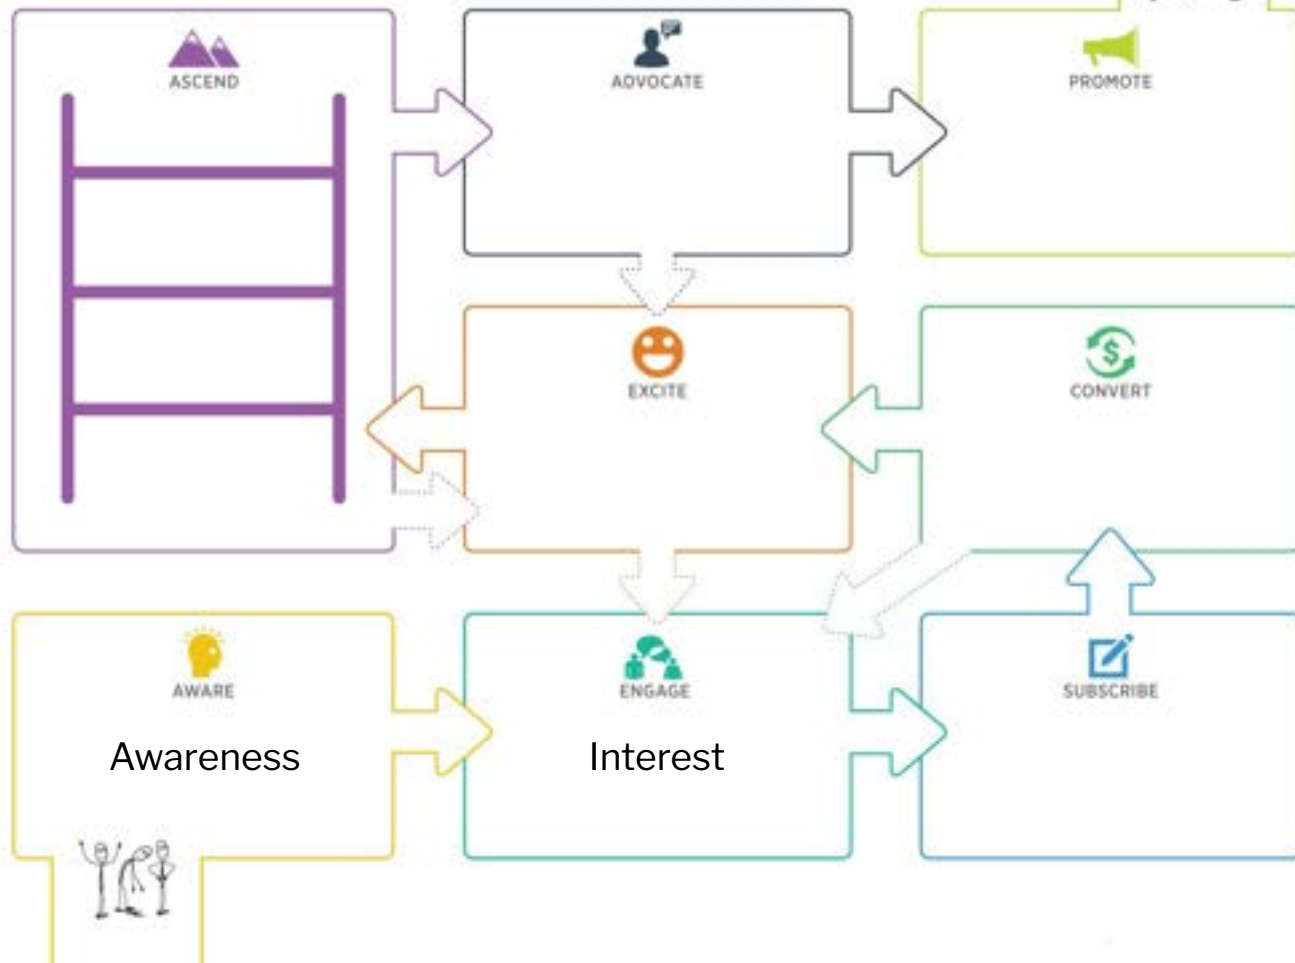 ASCEND
ADVOCATE
PROMOTE
EXCITE
CONVERT
AWARE
ENGAGE
SUBSCRIBE
Awareness
Interest